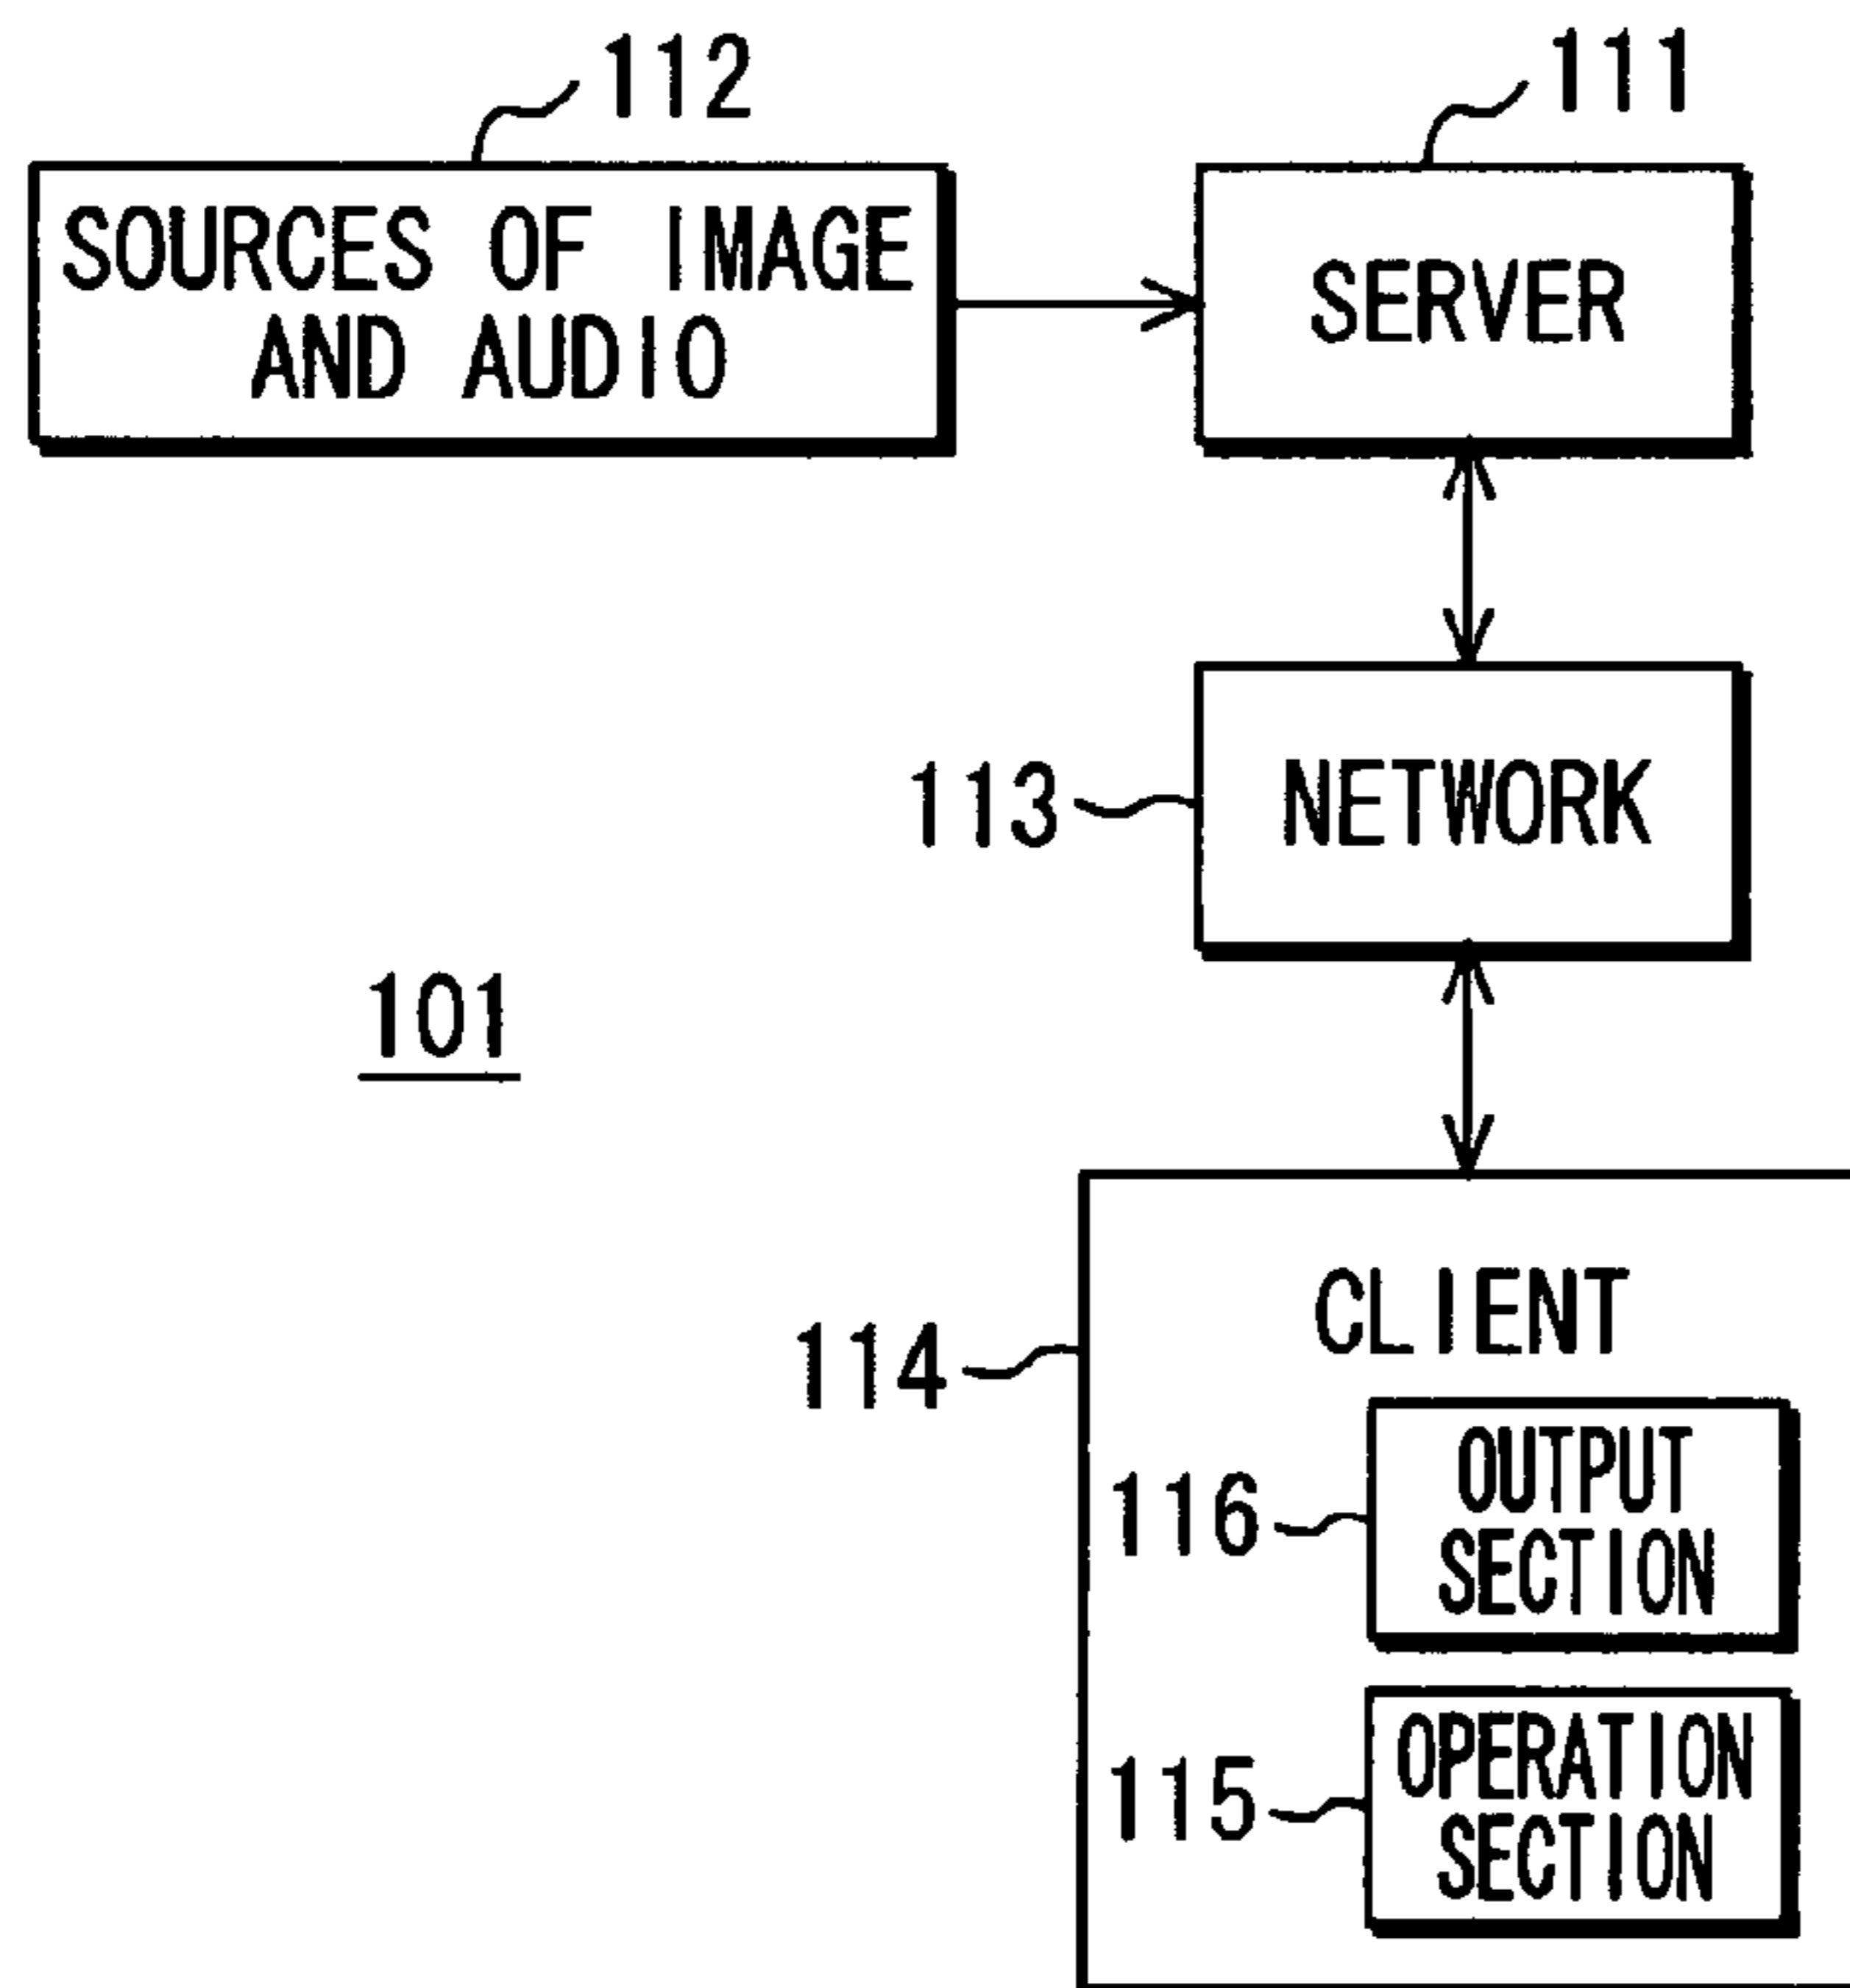 112
111
SOURCES OF IMAGE
AND AUDIO
SERVER
113
NETWORK
101
114
CLIENT
116
OUTPUT
SECTION
115
OPERATION
SECTION